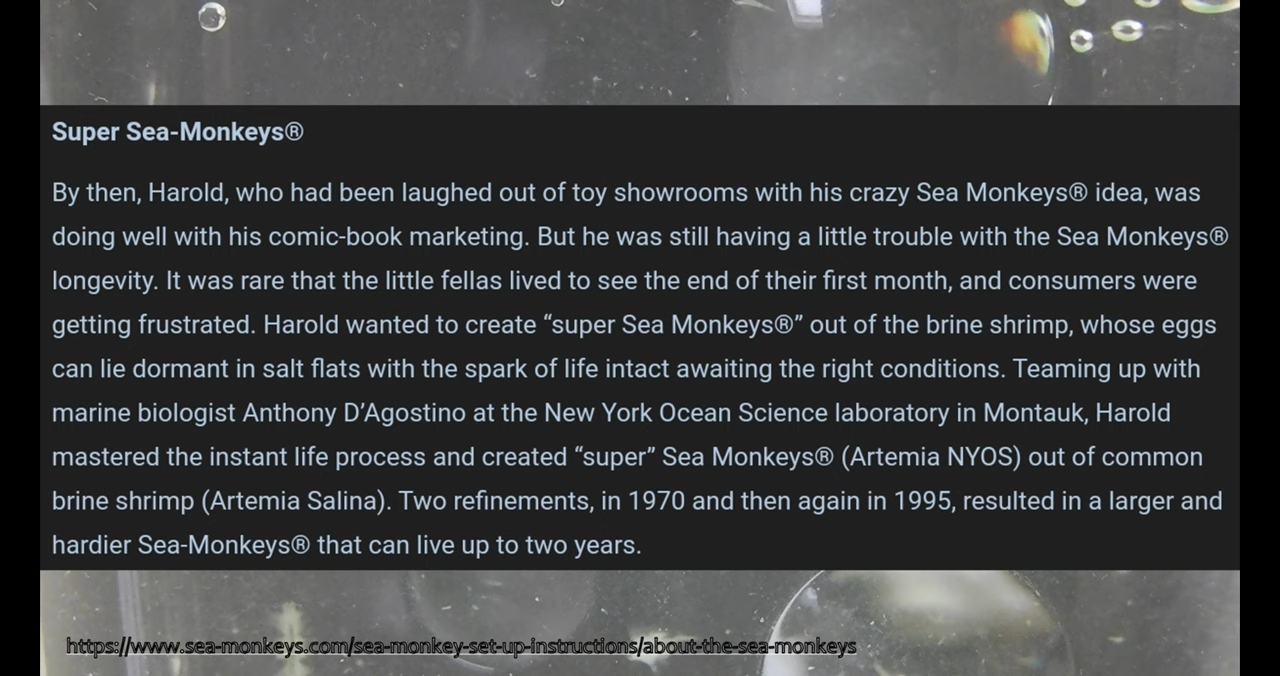 Super Sea-Monkeys®
By then, Harold, who had been laughed out of toy showrooms with his crazy Sea Monkeys® idea, was
doing well with his comic-book marketing. But he was still having a little trouble with the Sea Monkeys®
longevity. It was rare that the little fellas lived to see the end of their first month, and consumers were
getting frustrated. Harold wanted to create “super Sea Monkeys®” out of the brine shrimp, whose eggs
can lie dormant in salt flats with the spark of life intact awaiting the right conditions. Teaming up with
marine biologist Anthony D’Agostino at the New York Ocean Science laboratory in Montauk, Harold
mastered the instant life process and created “super” Sea Monkeys® (Artemia NYOS) out of common
brine shrimp (Artemia Salina). Two refinements, in 1970 and then again in 1995, resulted in a larger and
hardier Sea-Monkeys® that can live up to two years.
https://www.sea-monkeys.com/sea-monkey-set-up-instructions/about-the-sea-monkeys